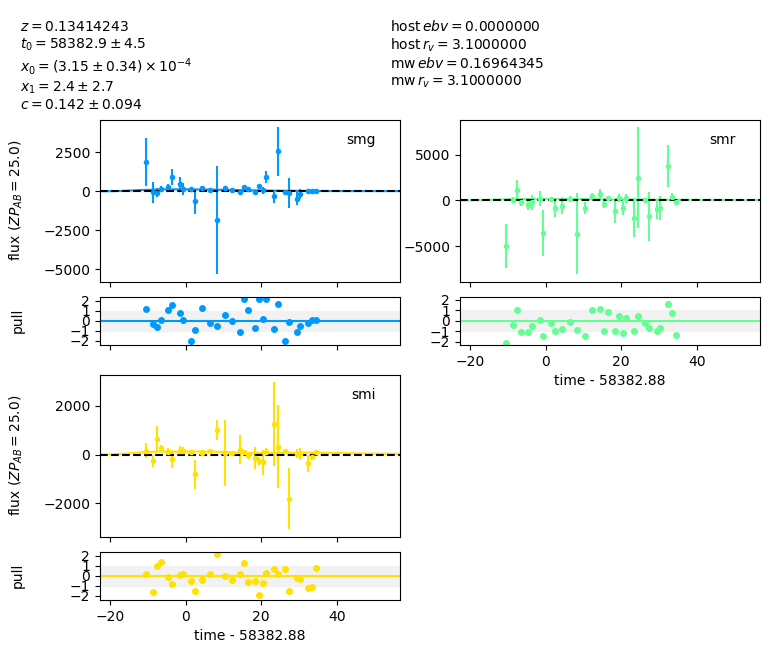 z = 0.13414243
t₀ = 58382.9 ± 4.5
x₀ = (3.15 ± 0.34) × 10⁻⁴
x₁ = 2.4 ± 2.7
c = 0.142 ± 0.094
host ebv = 0.0000000
host r_v = 3.1000000
mw ebv = 0.16964345
mw r_v = 3.1000000
flux (ZP_AB = 25.0)
2500
0
−2500
−5000
smg
5000
0
−5000
smr
pull
2
1
0
−1
−2
2
1
0
−1
−2
−20
0
20
40
time - 58382.88
flux (ZP_AB = 25.0)
2000
0
−2000
smi
pull
2
1
0
−1
−2
−20
0
20
40
time - 58382.88